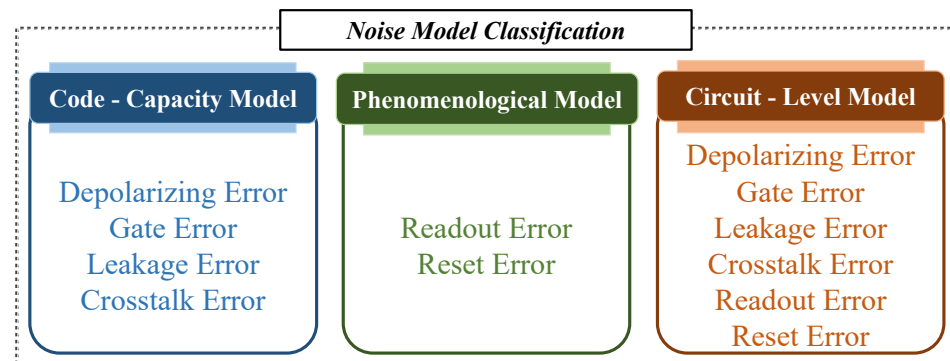 Noise Model Classification
Code - Capacity Model
Depolarizing Error
Gate Error
Leakage Error
Crosstalk Error
Phenomenological Model
Readout Error
Reset Error
Circuit - Level Model
Depolarizing Error
Gate Error
Leakage Error
Crosstalk Error
Readout Error
Reset Error